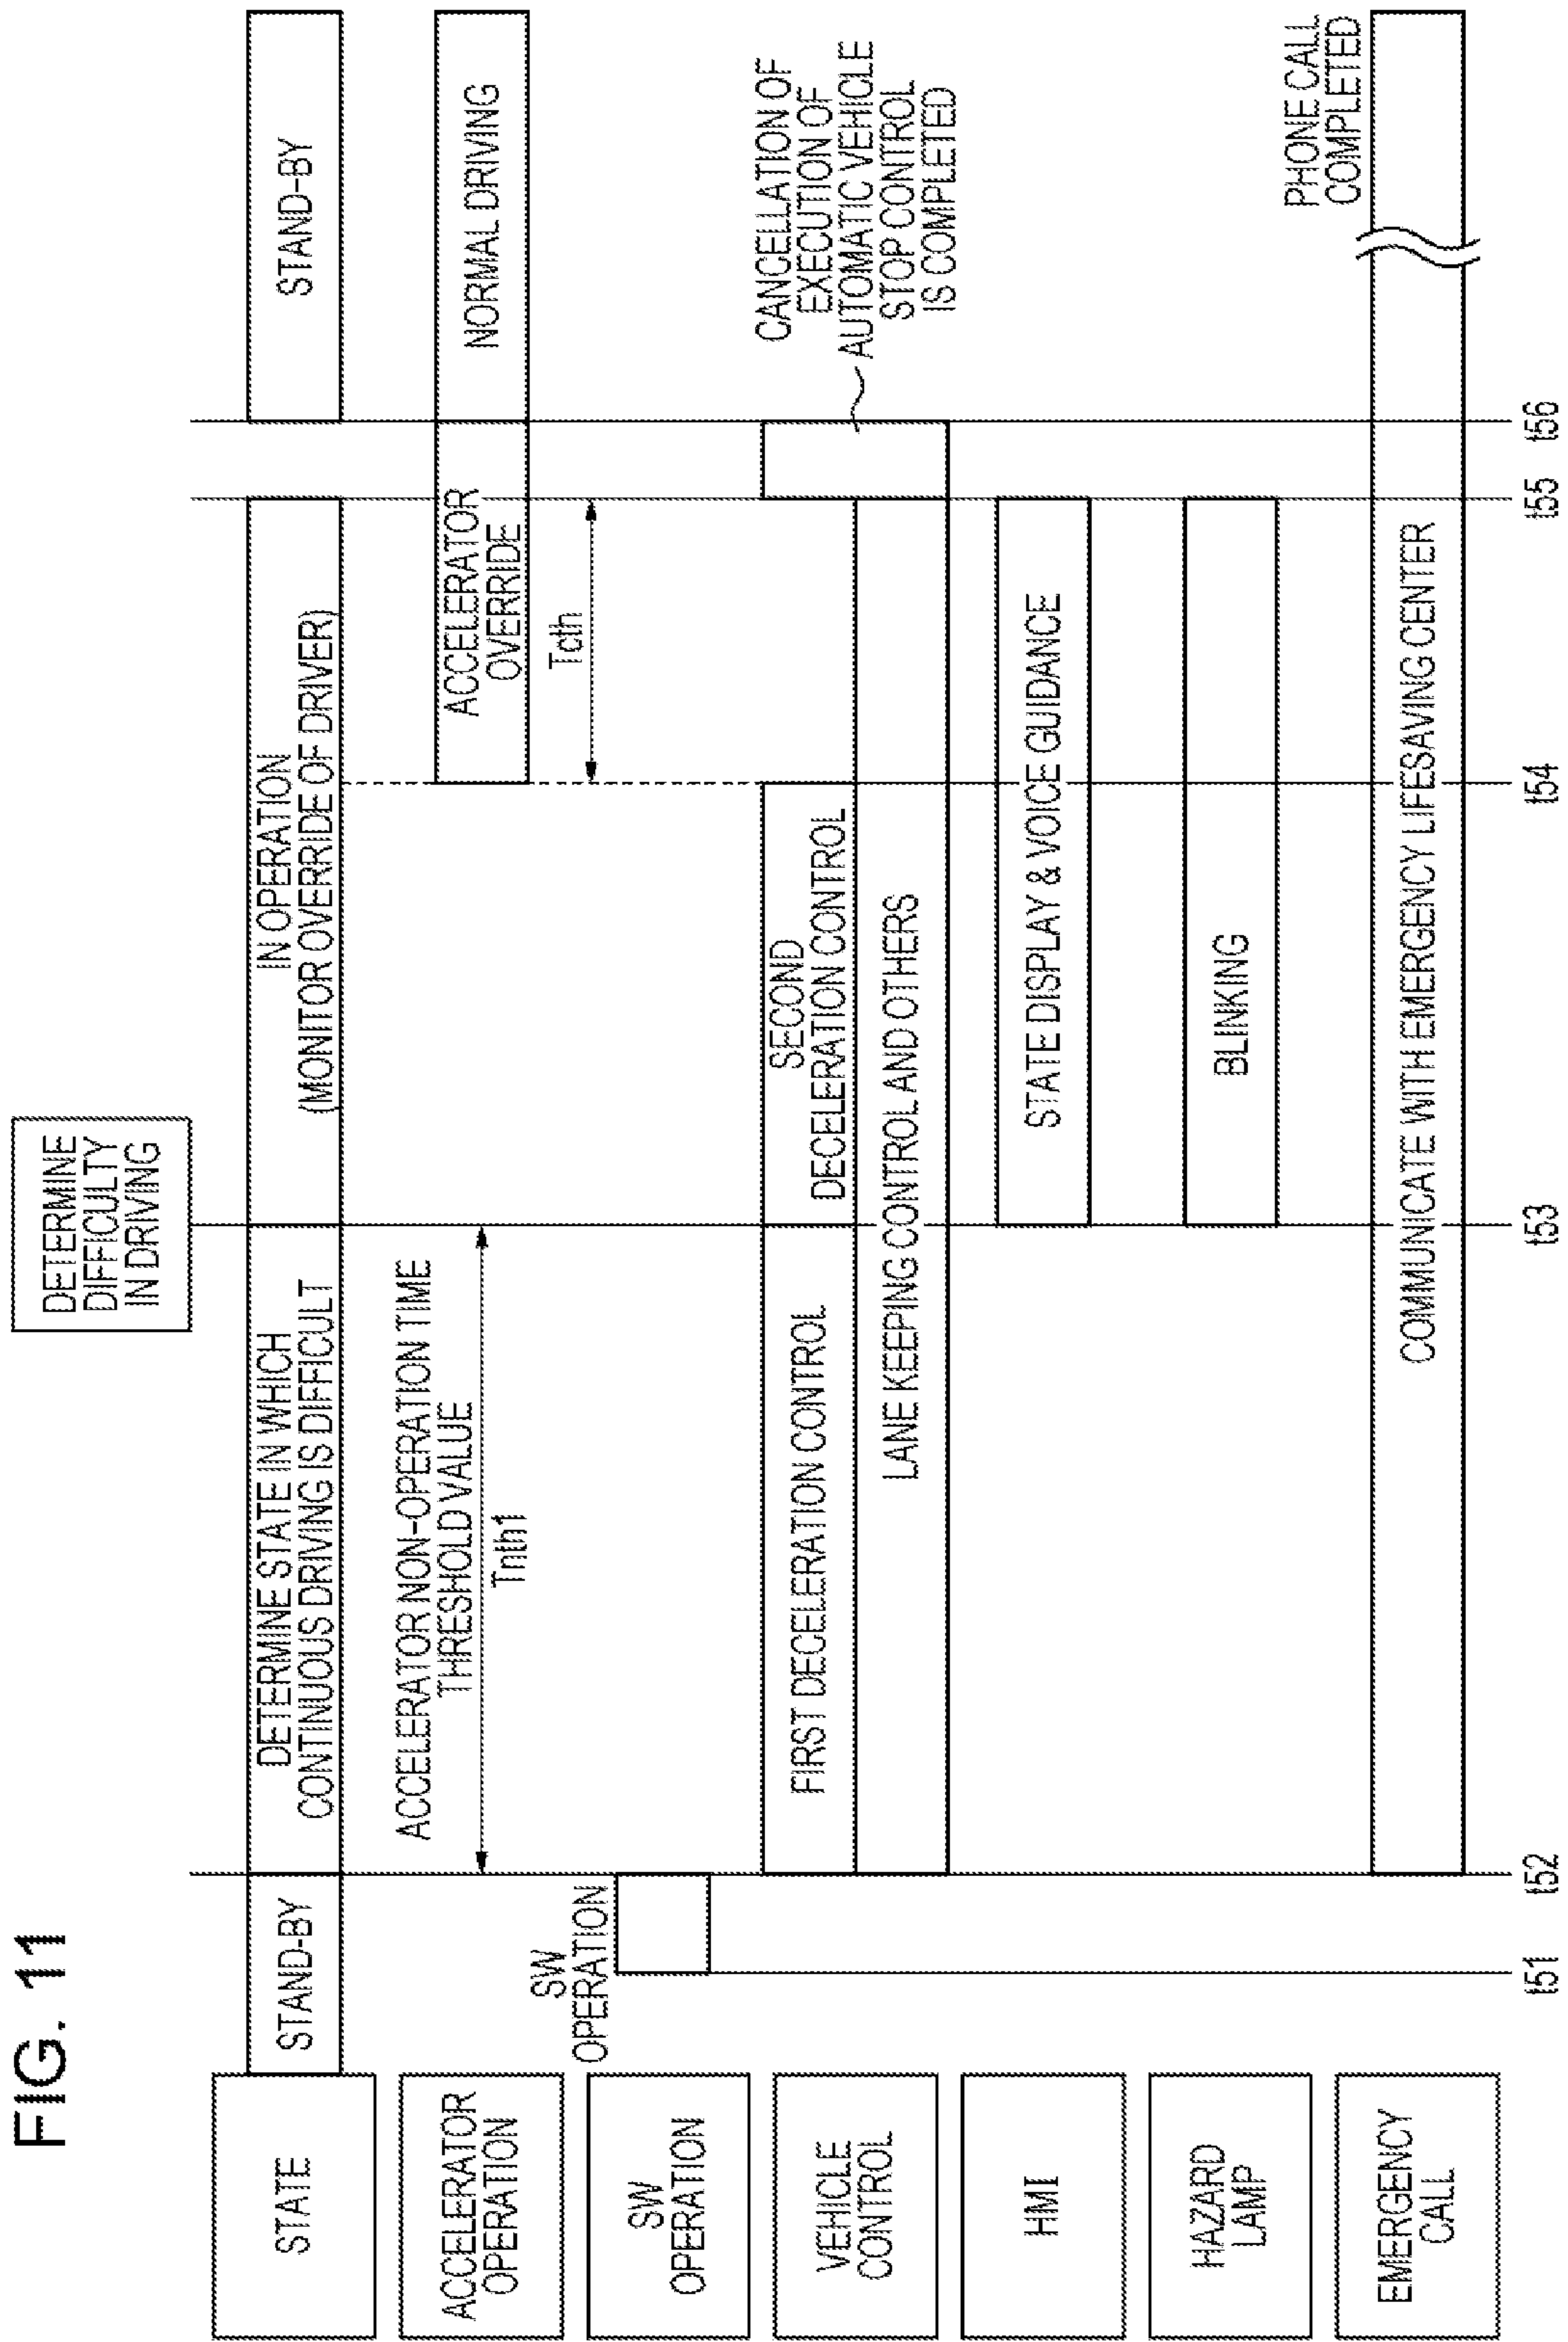 FIG. 11
DETERMINE
DIFFICULTY
IN DRIVING
STATE
STAND-BY
DETERMINE STATE IN WHICH
CONTINUOUS DRIVING IS DIFFICULT
IN OPERATION
(MONITOR OVERRIDE OF DRIVER)
STAND-BY
ACCELERATOR
OPERATION
ACCELERATOR NON-OPERATION TIME
THRESHOLD VALUE
Tnth1
ACCELERATOR
OVERRIDE
NORMAL DRIVING
Tcth
SW
OPERATION
SW
OPERATION
VEHICLE
CONTROL
FIRST DECELERATION CONTROL
SECOND
DECELERATION CONTROL
LANE KEEPING CONTROL AND OTHERS
CANCELLATION OF
EXECUTION OF
AUTOMATIC VEHICLE
STOP CONTROL
IS COMPLETED
HMI
STATE DISPLAY & VOICE GUIDANCE
HAZARD
LAMP
BLINKING
EMERGENCY
CALL
COMMUNICATE WITH EMERGENCY LIFESAVING CENTER
PHONE CALL
COMPLETED
t51
t52
t53
t54
t55
t56